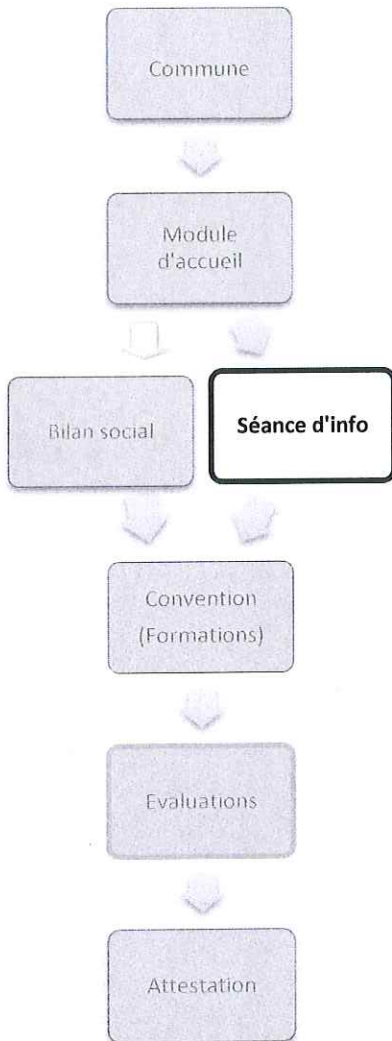 Commune
Module
d'accueil
Bilan social
Séance d'info
Convention
(Formations)
Evaluations
Attestation